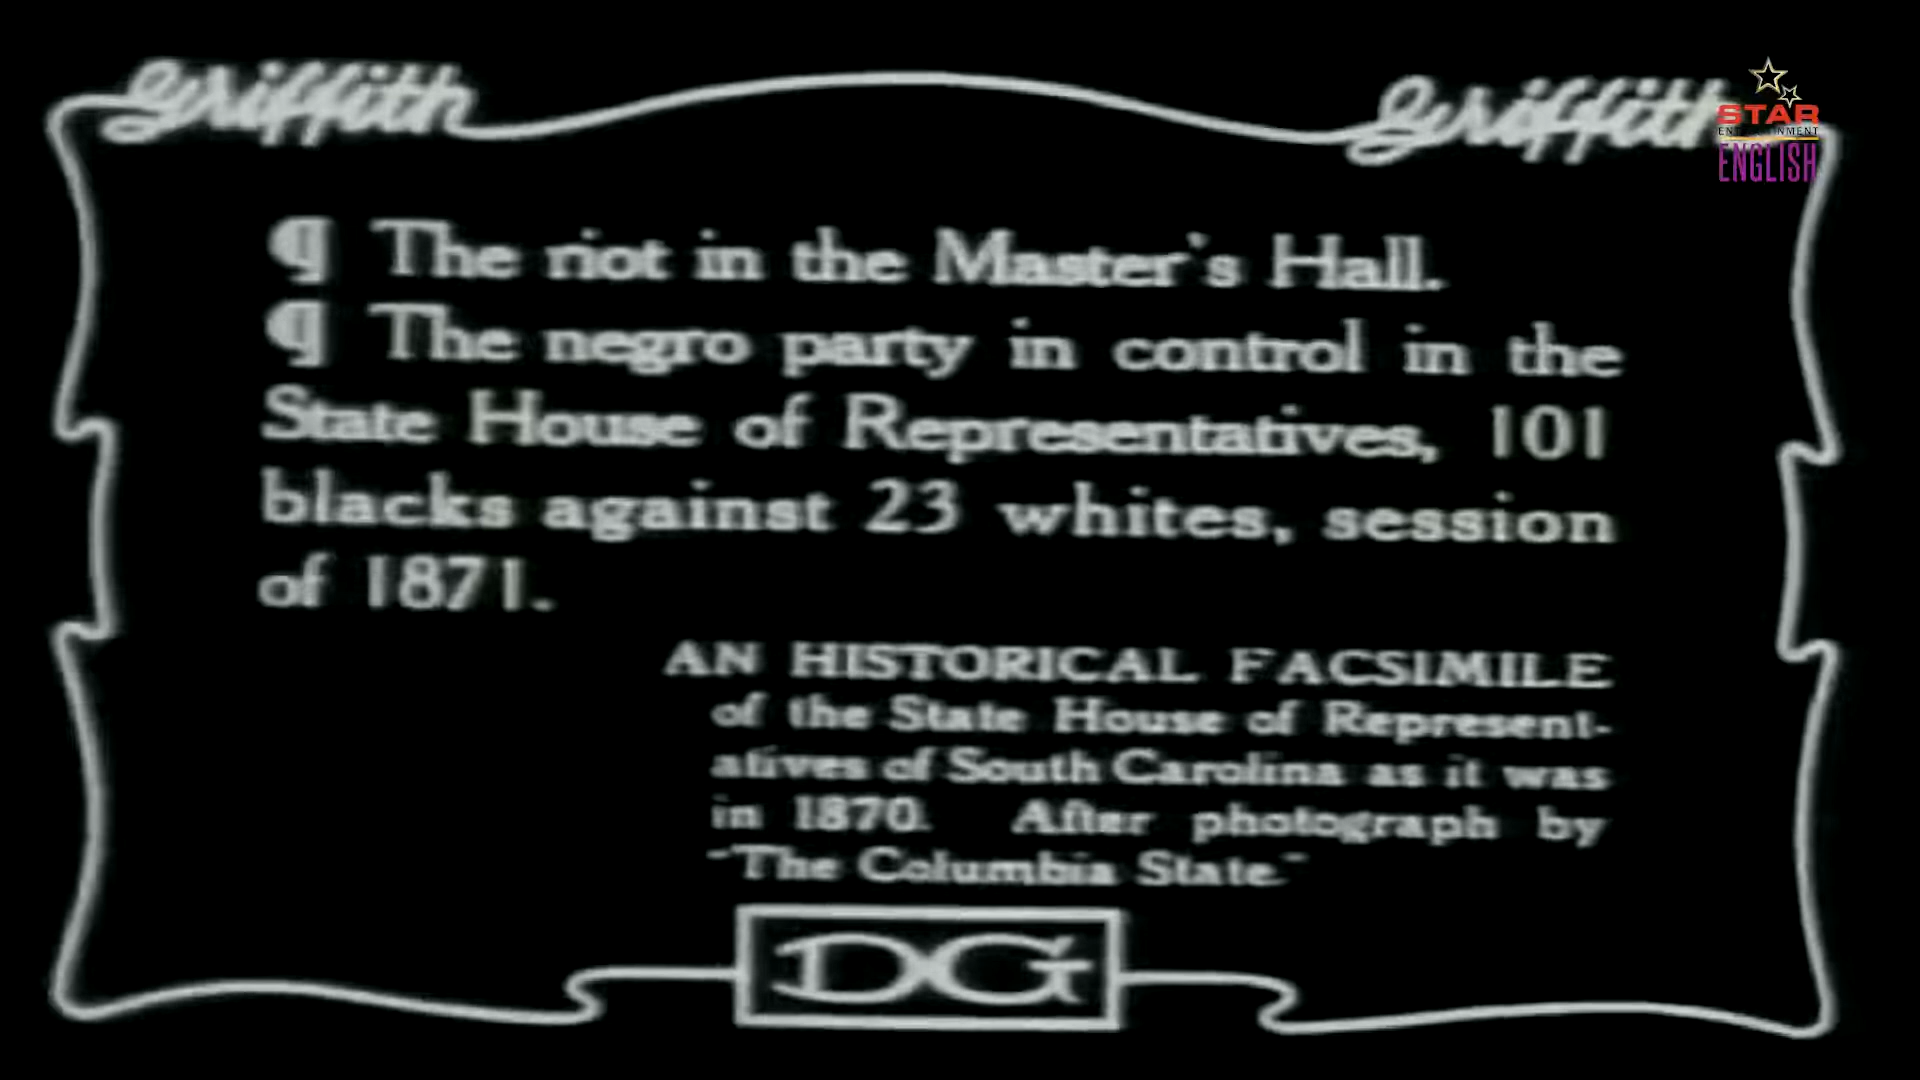 Griffith Griffith
STAR
ENTERTAINMENT
ENGLISH
¶ The riot in the Master's Hall.
¶ The negro party in control in the
State House of Representatives, 101
blacks against 23 whites, session
of 1871.
AN HISTORICAL FACSIMILE
of the State House of Represent-
atives of South Carolina as it was
in 1870. After photograph by
"The Columbia State."
DG